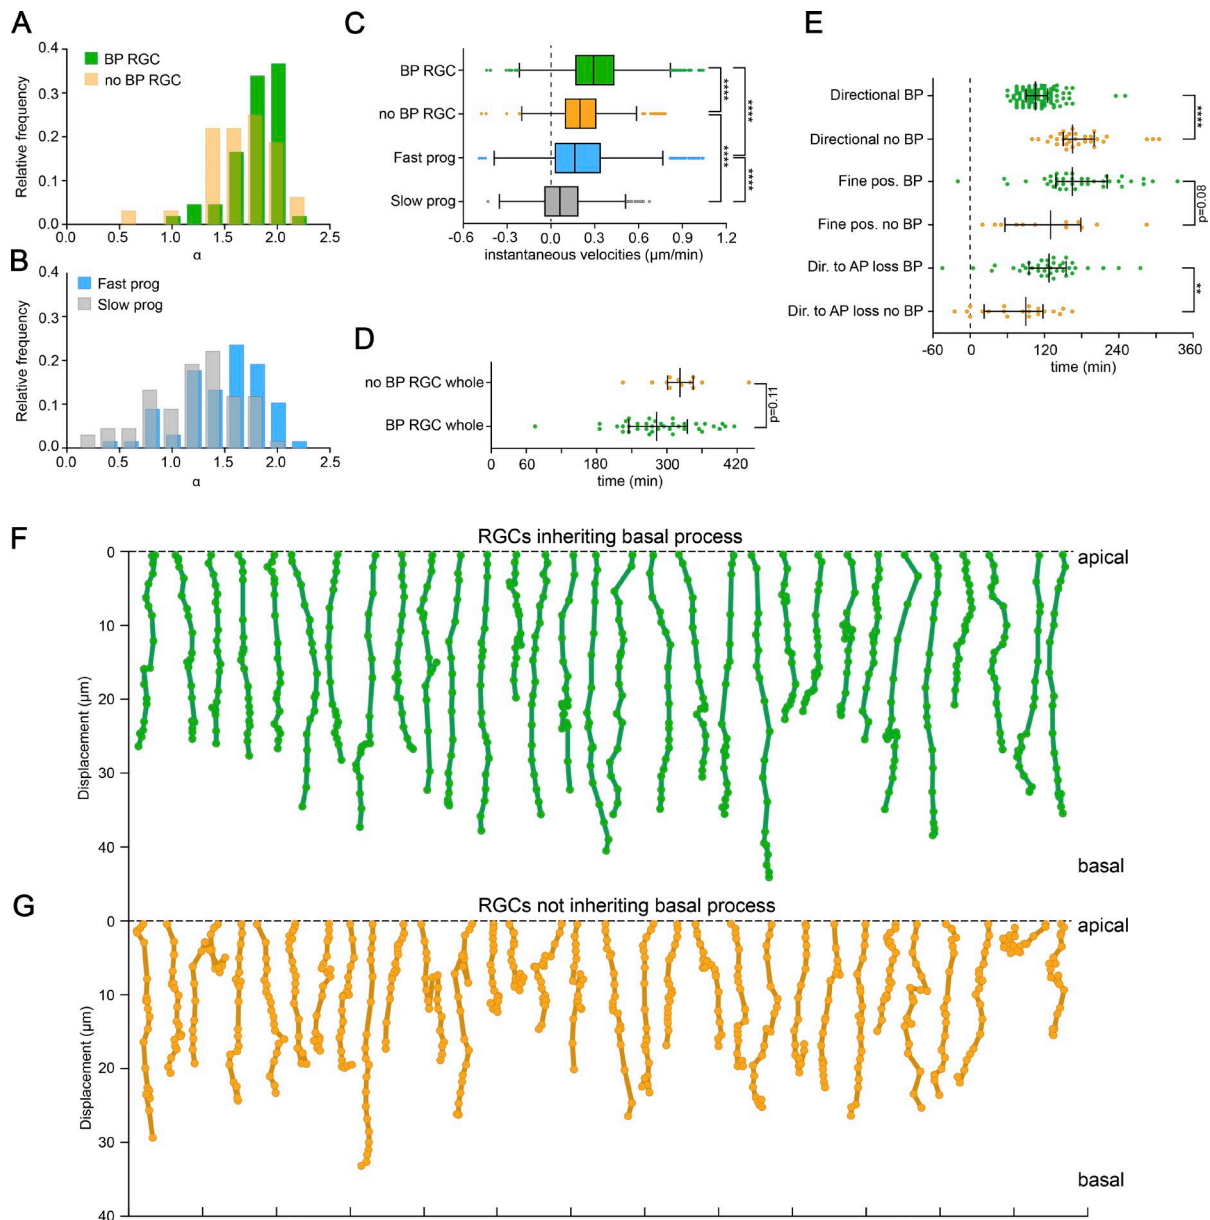 A
0.4
0.3
0.2
0.1
0.0
Relative frequency
BP RGC
no BP RGC
0.0 0.5 1.0 1.5 2.0 2.5
α
B
0.4
0.3
0.2
0.1
0.0
Relative frequency
Fast prog
Slow prog
0.0 0.5 1.0 1.5 2.0 2.5
α
C
BP RGC
no BP RGC
Fast prog
Slow prog
**** ****
**** ****
-0.6 -0.3 0.0 0.3 0.6 0.9 1.2
instantaneous velocities (µm/min)
D
no BP RGC whole
BP RGC whole
p=0.11
0 60 180 300 420
time (min)
E
Directional BP
Directional no BP
Fine pos. BP
Fine pos. no BP
Dir. to AP loss BP
Dir. to AP loss no BP
****
p=0.08
**
-60 0 120 240 360
time (min)
F
RGCs inheriting basal process
apical
0
10
20
30
40
Displacement (µm)
basal
G
RGCs not inheriting basal process
apical
0
10
20
30
40
Displacement (µm)
basal